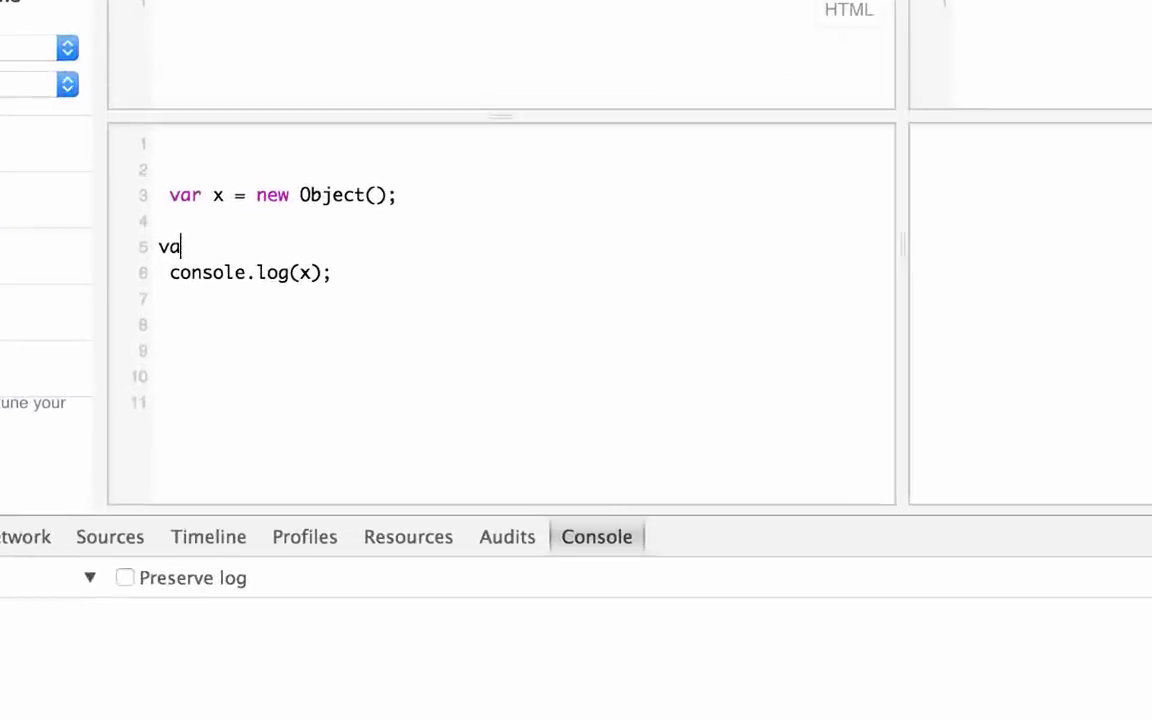 HTML
1
2
3 var x = new Object();
4
5 va
6 console.log(x);
7
8
9
10
11
une your
twork Sources Timeline Profiles Resources Audits Console
Preserve log